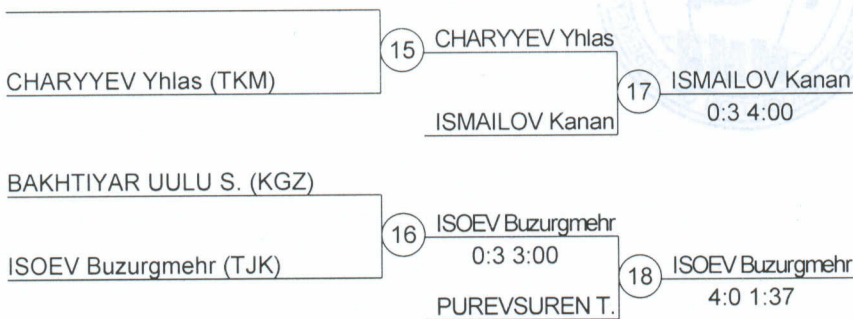 15
CHARYYEV Yhlas
CHARYYEV Yhlas (TKM)
17
ISMAILOV Kanan
0:3 4:00
ISMAILOV Kanan
BAKHTIYAR UULU S. (KGZ)
16
ISOEV Buzurgmehr
0:3 3:00
ISOEV Buzurgmehr (TJK)
18
ISOEV Buzurgmehr
4:0 1:37
PUREVSUREN T.